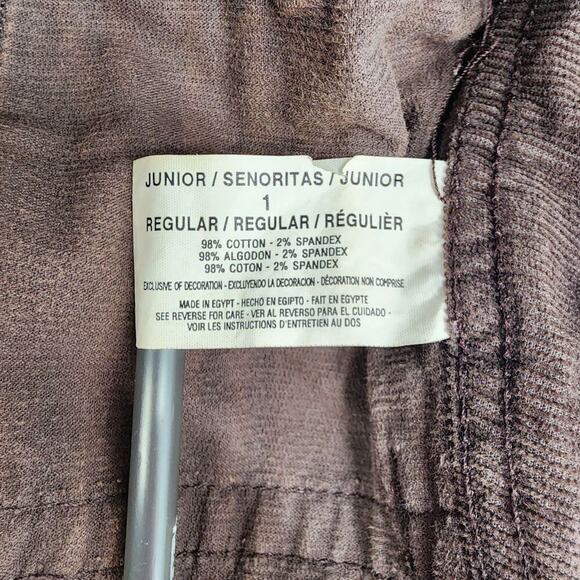 JUNIOR / SENORITAS / JUNIOR
1
REGULAR / REGULAR / RÉGULIÈR
98% COTTON - 2% SPANDEX
98% ALGODON - 2% SPANDEX
98% COTON - 2% SPANDEX
EXCLUSIVE OF DECORATION - EXCLUYENDO LA DECORACION - DÉCORATION NON COMPRISE
MADE IN EGYPT - HECHO EN EGIPTO - FAIT EN EGYPTE
SEE REVERSE FOR CARE - VER AL REVERSO PARA EL CUIDADO -
VOIR LES INSTRUCTIONS D'ENTRETIEN AU DOS